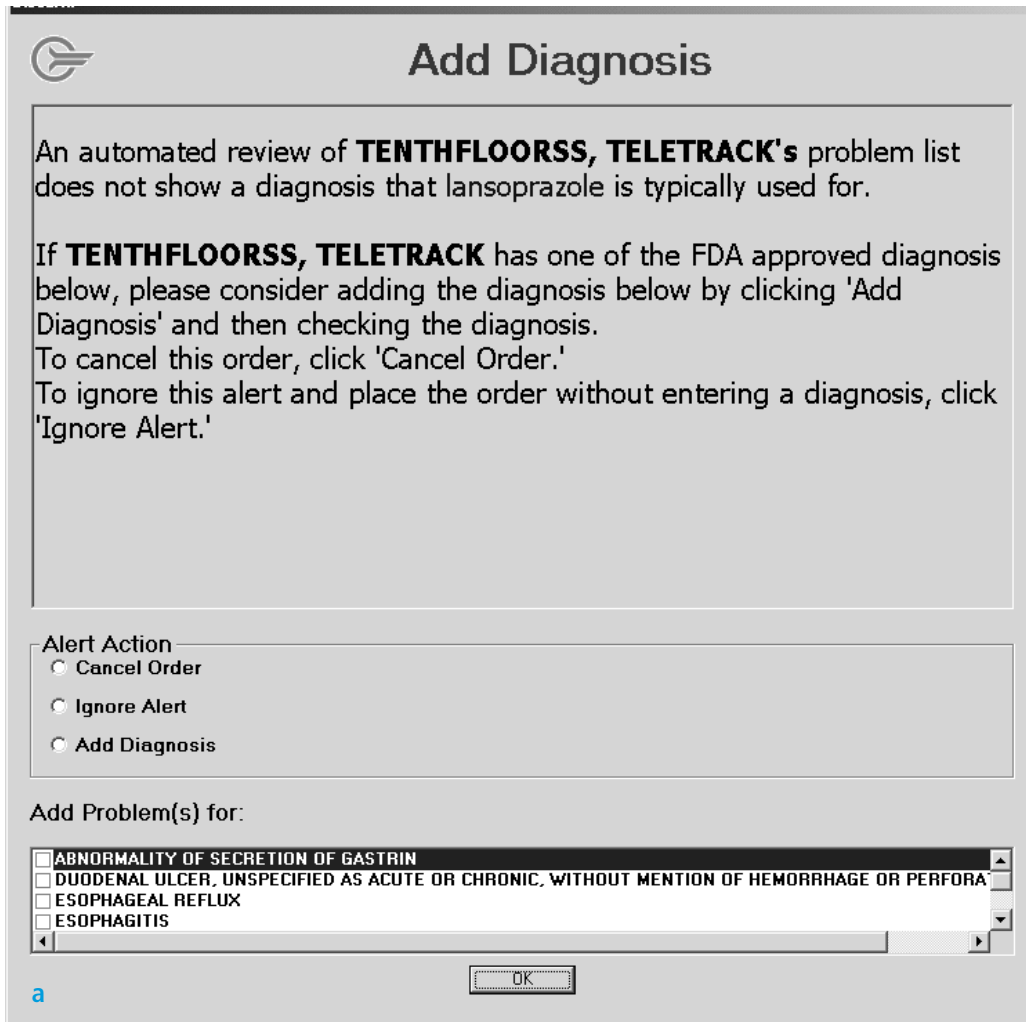 Add Diagnosis
An automated review of TENTHFLOORSS, TELETRACK's problem list
does not show a diagnosis that lansoprazole is typically used for.
If TENTHFLOORSS, TELETRACK has one of the FDA approved diagnosis
below, please consider adding the diagnosis below by clicking 'Add
Diagnosis' and then checking the diagnosis.
To cancel this order, click 'Cancel Order.'
To ignore this alert and place the order without entering a diagnosis, click
'Ignore Alert.'
Alert Action
Cancel Order
Ignore Alert
Add Diagnosis
Add Problem(s) for:
ABNORMALITY OF SECRETION OF GASTRIN
DUODENAL ULCER, UNSPECIFIED AS ACUTE OR CHRONIC, WITHOUT MENTION OF HEMORRHAGE OR PERFORA
ESOPHAGEAL REFLUX
ESOPHAGITIS
OK
a